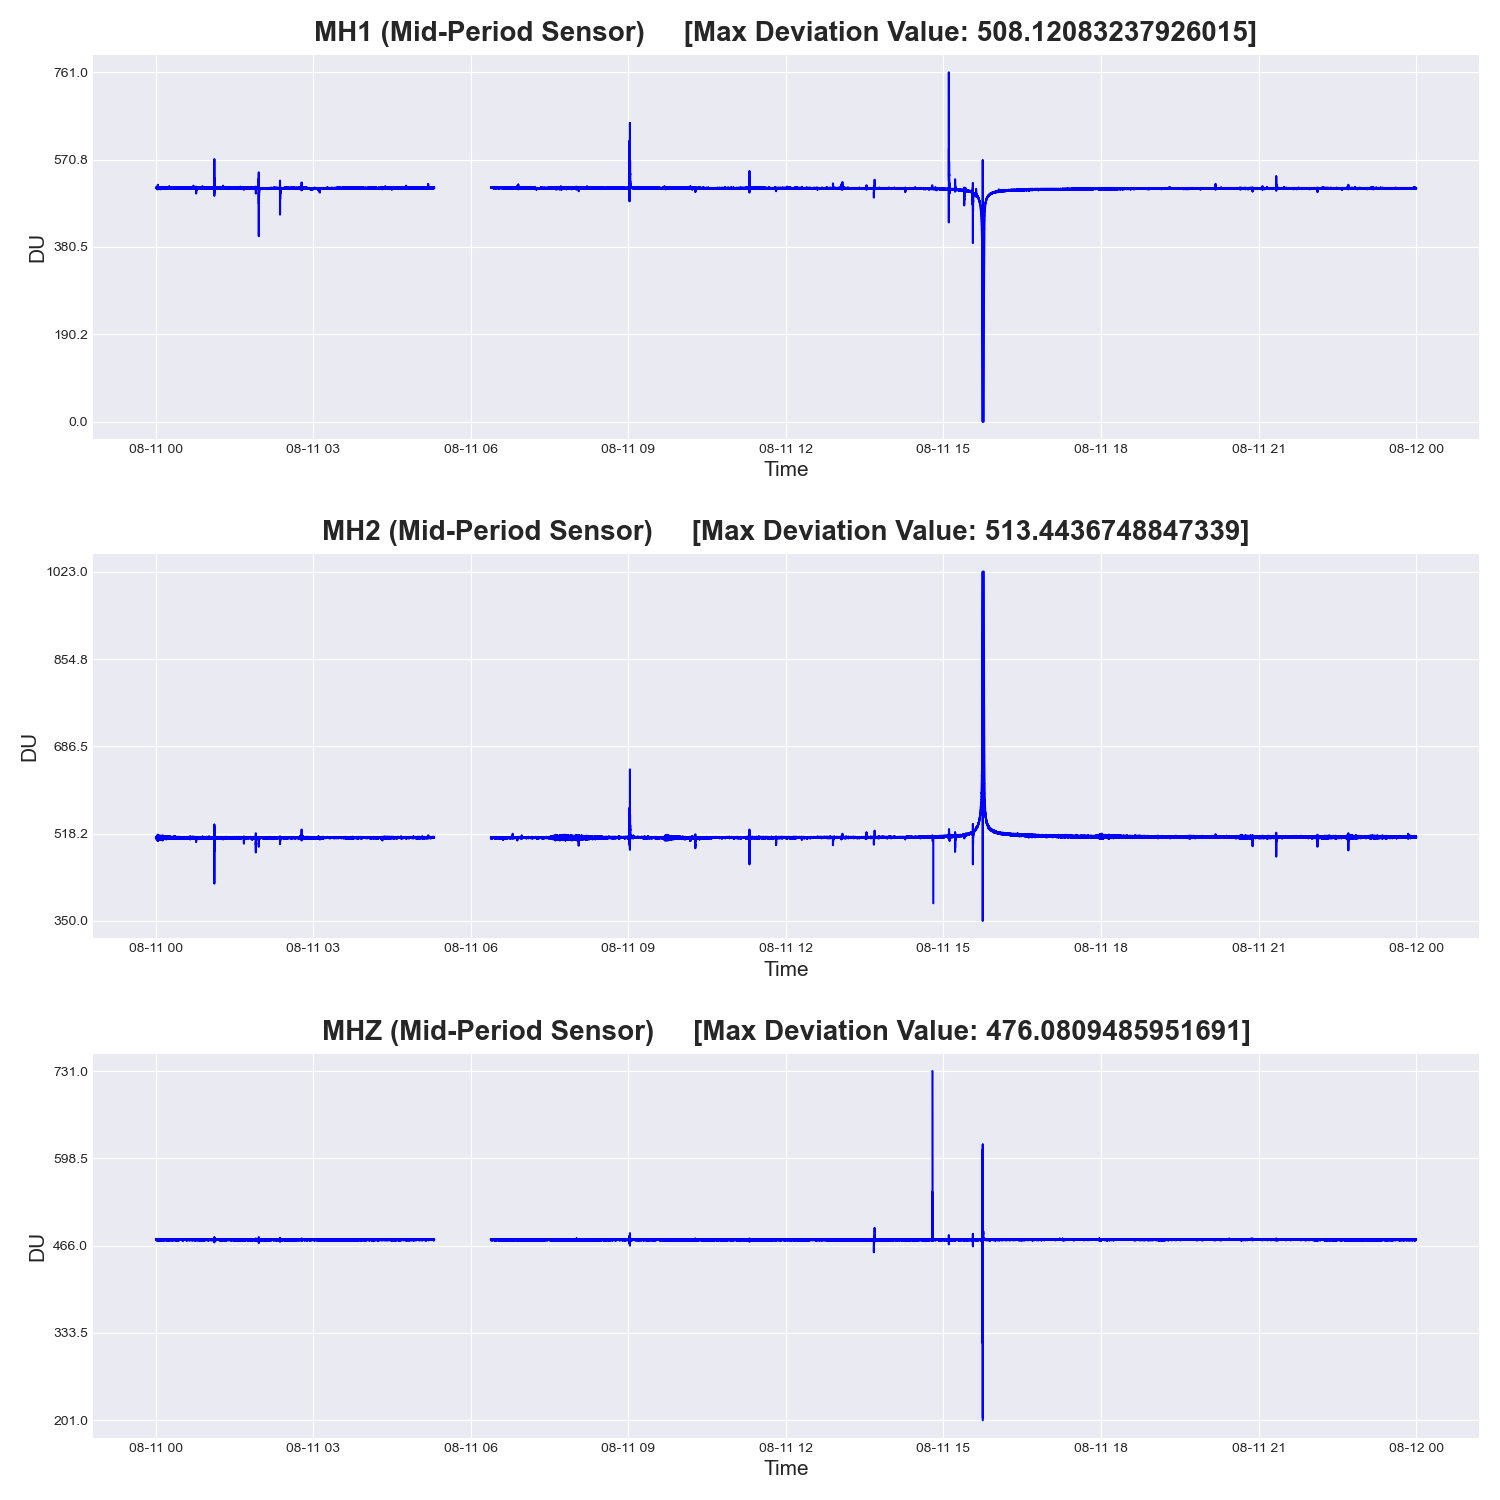 MH1 (Mid-Period Sensor) [Max Deviation Value: 508.12083237926015]
761.0
570.8
380.5
190.2
0.0
DU
08-11 00 08-11 03 08-11 06 08-11 09 08-11 12 08-11 15 08-11 18 08-11 21 08-12 00
Time
MH2 (Mid-Period Sensor) [Max Deviation Value: 513.4436748847339]
1023.0
854.8
686.5
518.2
350.0
DU
08-11 00 08-11 03 08-11 06 08-11 09 08-11 12 08-11 15 08-11 18 08-11 21 08-12 00
Time
MHZ (Mid-Period Sensor) [Max Deviation Value: 476.0809485951691]
731.0
598.5
466.0
333.5
201.0
DU
08-11 00 08-11 03 08-11 06 08-11 09 08-11 12 08-11 15 08-11 18 08-11 21 08-12 00
Time